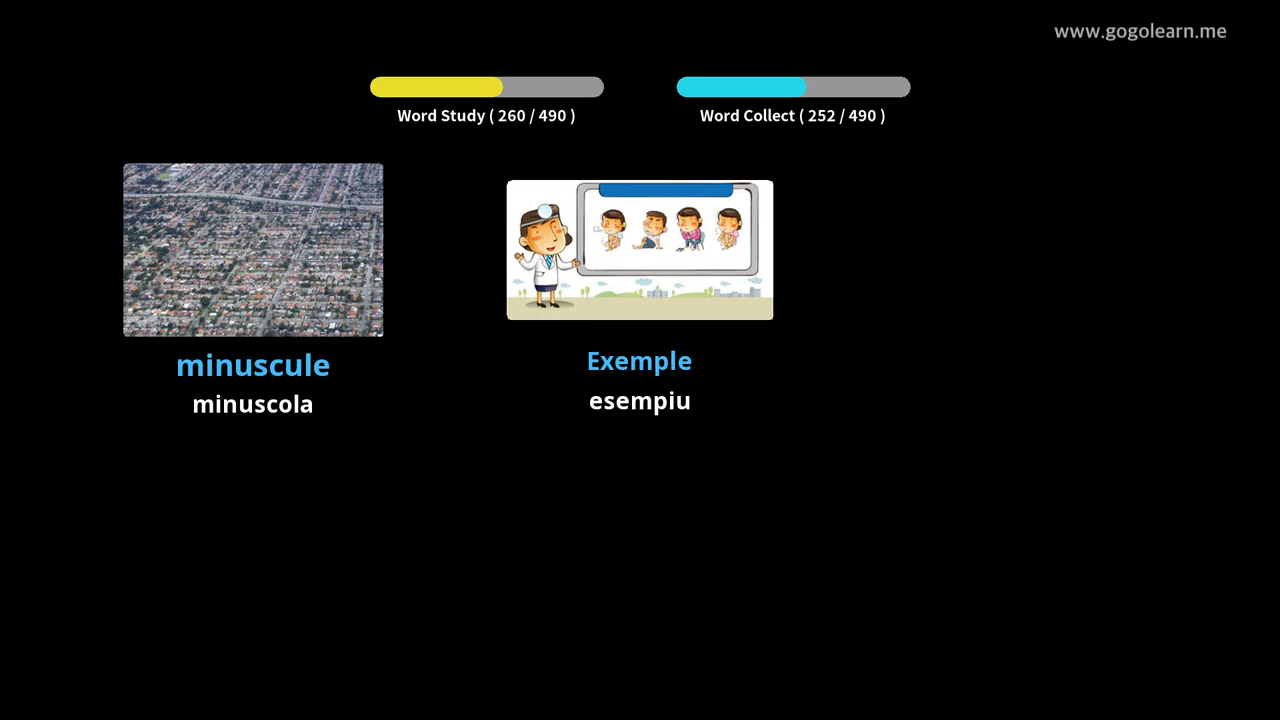 www.gogolearn.me
Word Study ( 260 / 490 )
Word Collect ( 252 / 490 )
minuscule
minuscola
Exemple
esempiu